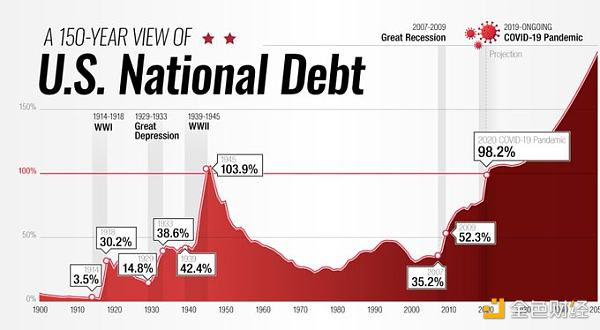 A 150-YEAR VIEW OF
U.S. National Debt
2007-2009
Great Recession
2019-ONGOING
COVID-19 Pandemic
Projection
150%
1914-1918
WWI
1929-1933
Great
Depression
1939-1945
WWII
2020 COVID-19 Pandemic
98.2%
100%
1945
103.9%
1918
30.2%
1933
38.6%
50%
2009
52.3%
1914
3.5%
1929
14.8%
1939
42.4%
2007
35.2%
0%
1900 1910 1920 1930 1940 1950 1960 1970 1980 1990 2000 2010 2020
金色财经